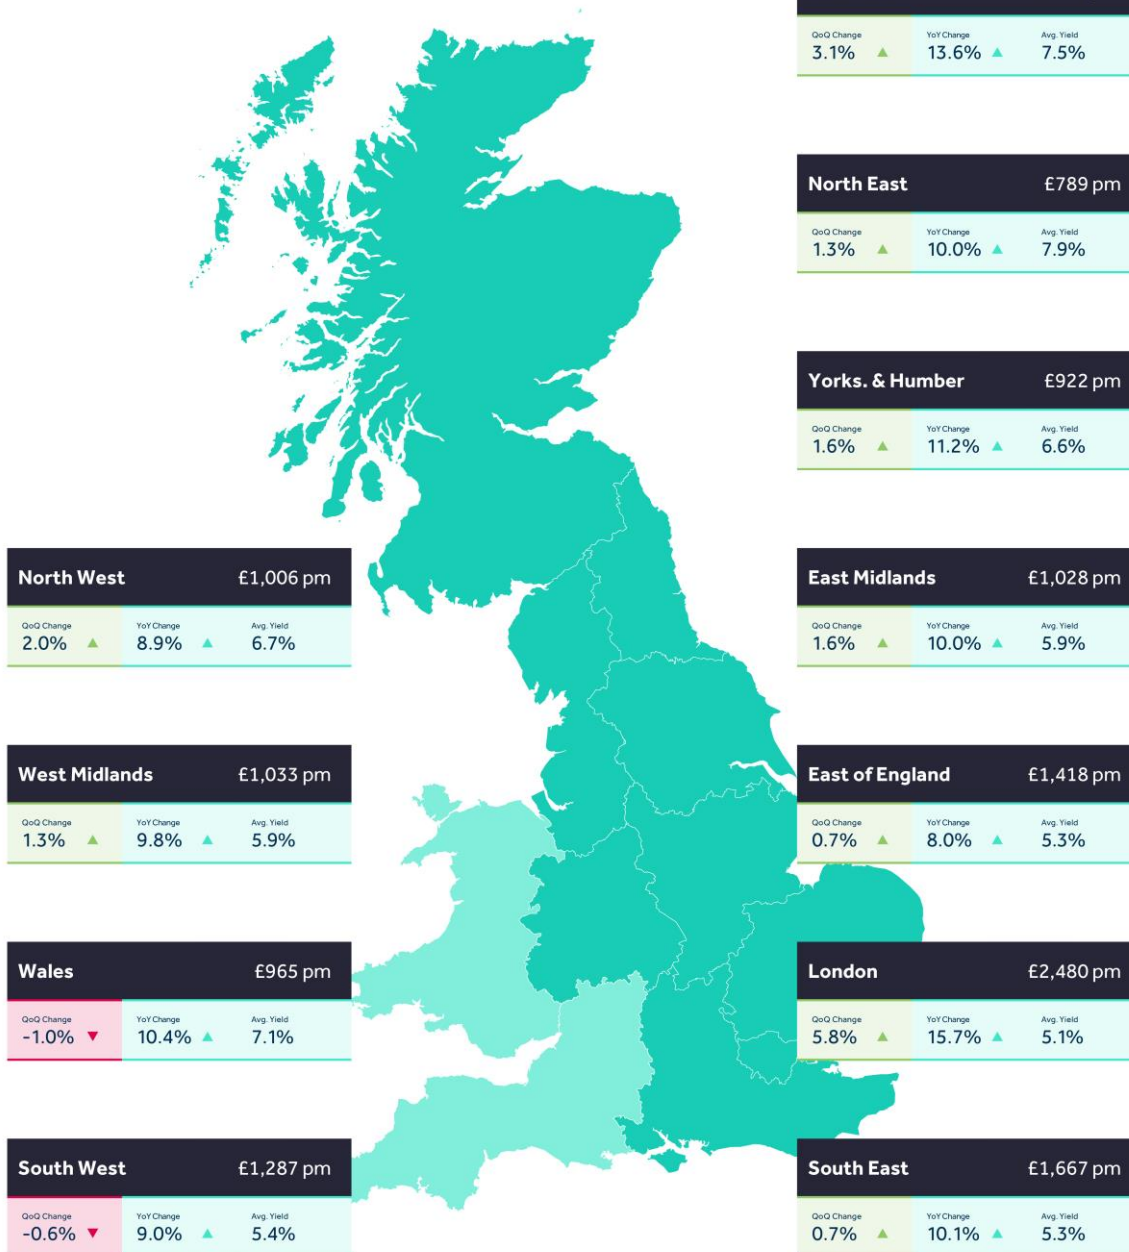 QoQ Change YoY Change Avg. Yield
3.1% ▲ 13.6% ▲ 7.5%
North East £789 pm
QoQ Change YoY Change Avg. Yield
1.3% ▲ 10.0% ▲ 7.9%
Yorks. & Humber £922 pm
QoQ Change YoY Change Avg. Yield
1.6% ▲ 11.2% ▲ 6.6%
North West £1,006 pm
QoQ Change YoY Change Avg. Yield
2.0% ▲ 8.9% ▲ 6.7%
East Midlands £1,028 pm
QoQ Change YoY Change Avg. Yield
1.6% ▲ 10.0% ▲ 5.9%
West Midlands £1,033 pm
QoQ Change YoY Change Avg. Yield
1.3% ▲ 9.8% ▲ 5.9%
East of England £1,418 pm
QoQ Change YoY Change Avg. Yield
0.7% ▲ 8.0% ▲ 5.3%
Wales £965 pm
QoQ Change YoY Change Avg. Yield
-1.0% ▼ 10.4% ▲ 7.1%
London £2,480 pm
QoQ Change YoY Change Avg. Yield
5.8% ▲ 15.7% ▲ 5.1%
South West £1,287 pm
QoQ Change YoY Change Avg. Yield
-0.6% ▼ 9.0% ▲ 5.4%
South East £1,667 pm
QoQ Change YoY Change Avg. Yield
0.7% ▲ 10.1% ▲ 5.3%